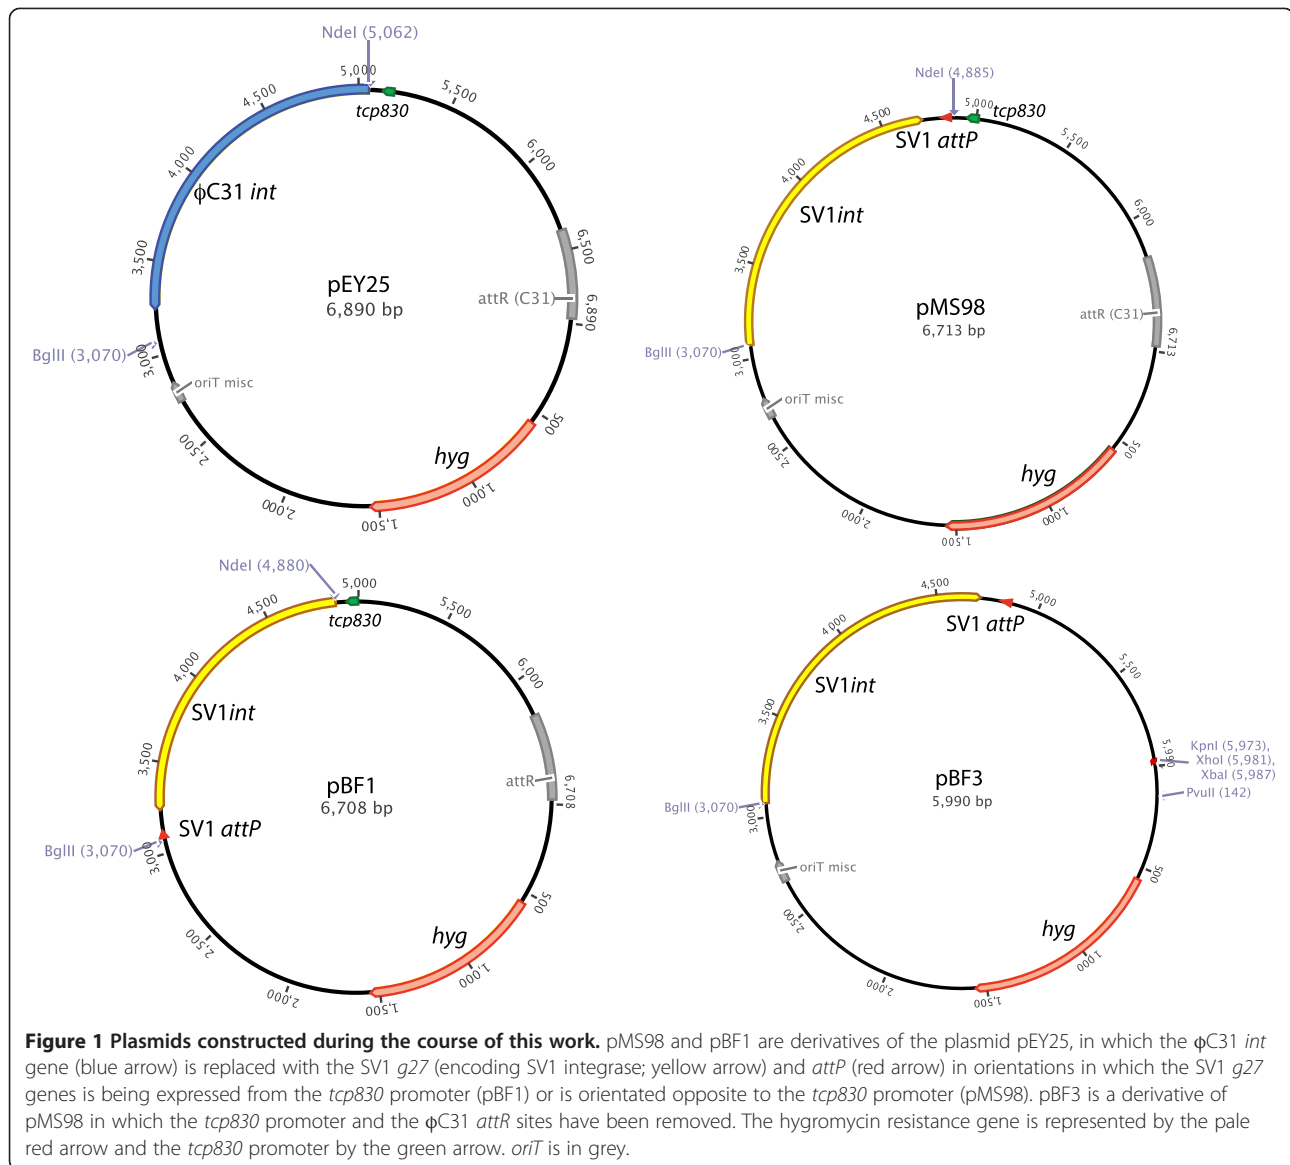 NdeI (5,062)
5,000
tcp830
5,500
6,000
6,500
attR (C31)
6,890
500
hyg
1,000
1,500
2,000
2,500
oriT misc
3,000
BglII (3,070)
3,500
ϕC31 int
4,000
4,500
pEY25
6,890 bp
NdeI (4,885)
5,000
tcp830
SV1 attP
5,500
6,000
attR (C31)
6,713
500
hyg
1,000
1,500
2,000
2,500
oriT misc
3,000
BglII (3,070)
3,500
SV1int
4,000
4,500
pMS98
6,713 bp
NdeI (4,880)
5,000
tcp830
5,500
6,000
attR
6,708
500
hyg
1,000
1,500
2,000
2,500
3,000
BglII (3,070)
SV1 attP
3,500
SV1int
4,000
4,500
pBF1
6,708 bp
4,500
SV1 attP
5,000
5,500
5,990
KpnI (5,973),
XhoI (5,981),
XbaI (5,987)
PvuII (142)
500
hyg
1,000
1,500
2,000
2,500
oriT misc
3,000
BglII (3,070)
3,500
SV1int
4,000
pBF3
5,990 bp
Figure 1 Plasmids constructed during the course of this work. pMS98 and pBF1 are derivatives of the plasmid pEY25, in which the ϕC31 int
gene (blue arrow) is replaced with the SV1 g27 (encoding SV1 integrase; yellow arrow) and attP (red arrow) in orientations in which the SV1 g27
genes is being expressed from the tcp830 promoter (pBF1) or is orientated opposite to the tcp830 promoter (pMS98). pBF3 is a derivative of
pMS98 in which the tcp830 promoter and the ϕC31 attR sites have been removed. The hygromycin resistance gene is represented by the pale
red arrow and the tcp830 promoter by the green arrow. oriT is in grey.